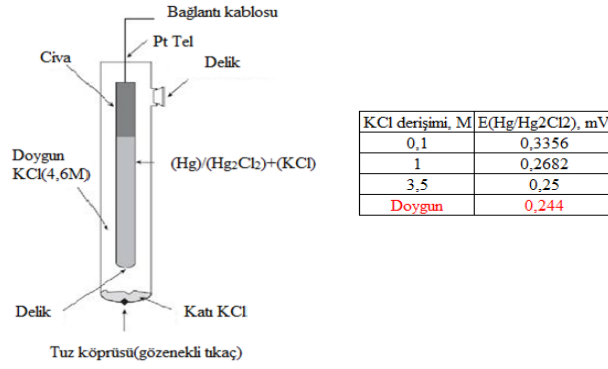 Bağlantı kablosu
Pt Tel
Civa
Delik
Doygun
KCl(4,6M)
(Hg)/(Hg₂Cl₂)+(KCl)
Delik
Katı KCl
Tuz köprüsü(gözenekli tıkaç)
KCl derişimi, M E(Hg/Hg2Cl2), mV
0,1 0,3356
1 0,2682
3,5 0,25
Doygun 0,244